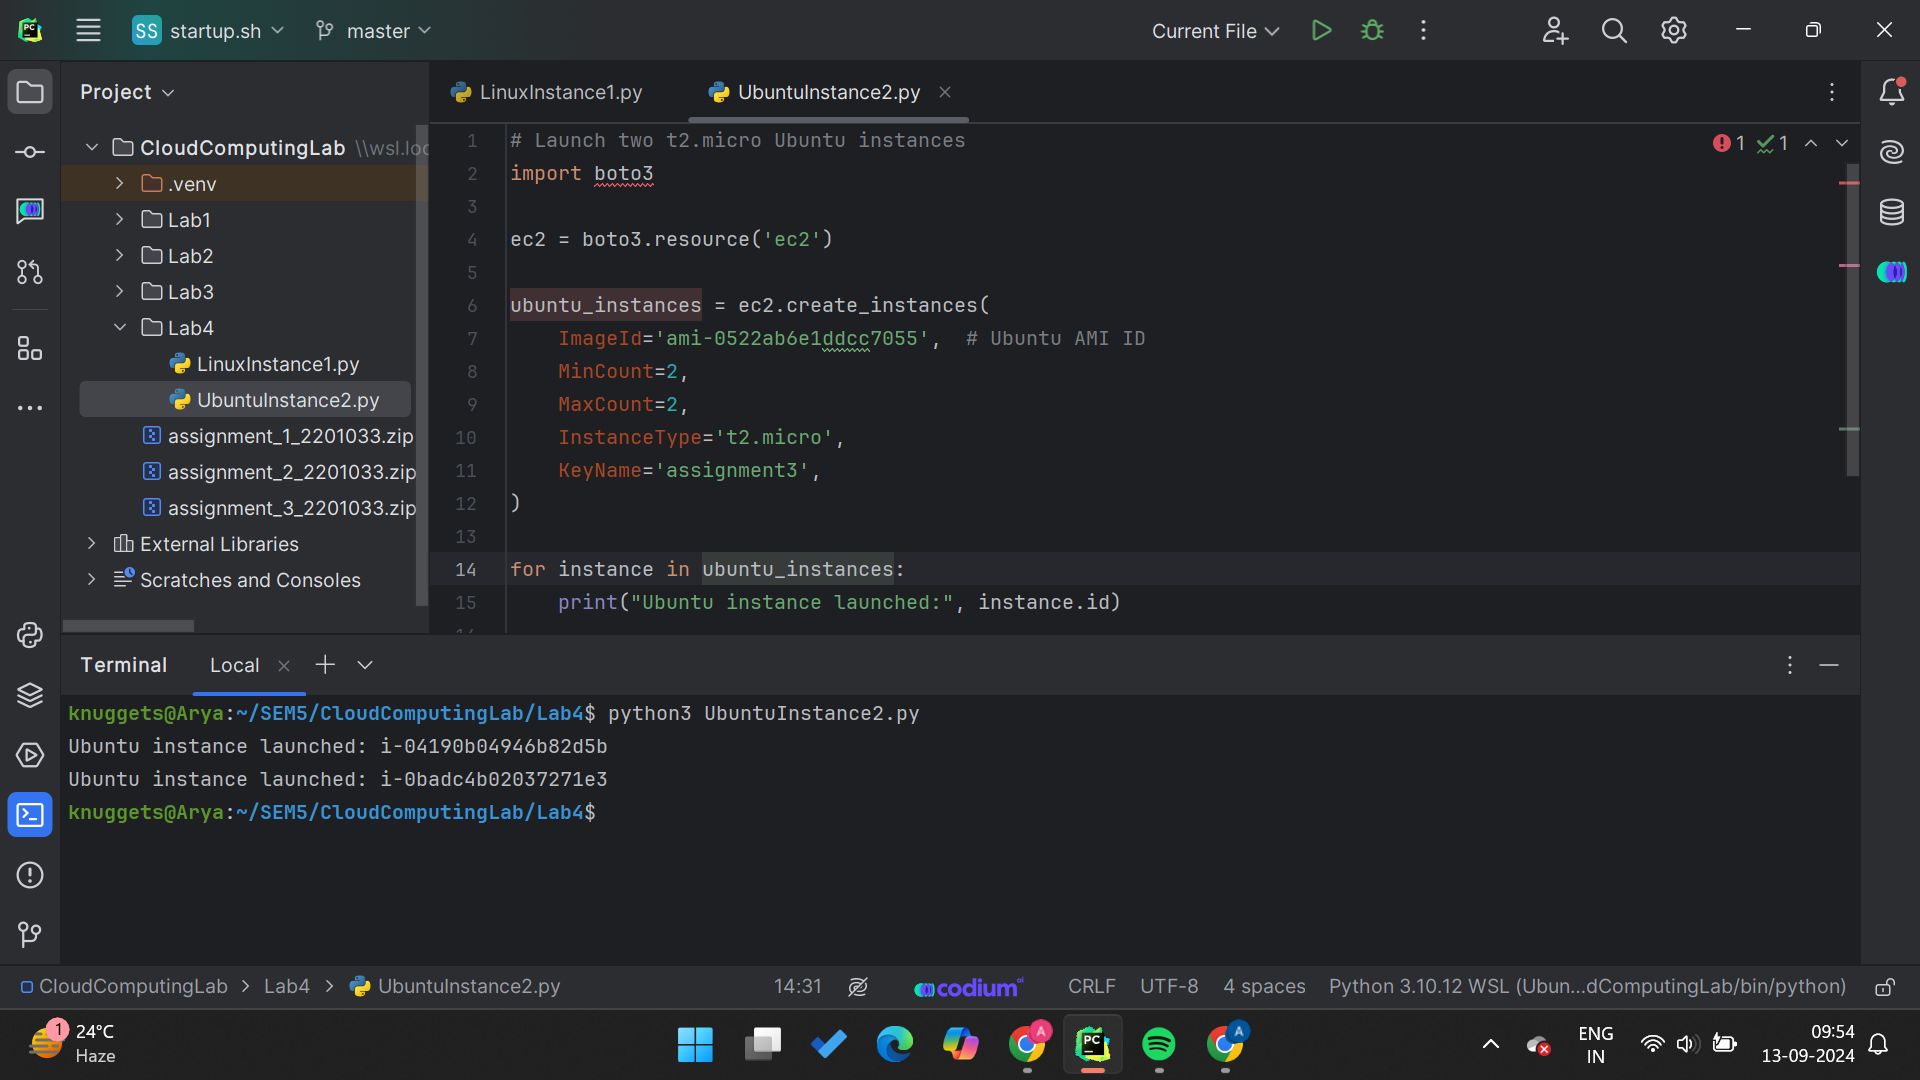 PC
SS startup.sh
master
Current File
Project
LinuxInstance1.py
UbuntuInstance2.py
CloudComputingLab \\wsl.loc
.venv
Lab1
Lab2
Lab3
Lab4
LinuxInstance1.py
UbuntuInstance2.py
assignment_1_2201033.zip
assignment_2_2201033.zip
assignment_3_2201033.zip
External Libraries
Scratches and Consoles
1 # Launch two t2.micro Ubuntu instances
2 import boto3
3
4 ec2 = boto3.resource('ec2')
5
6 ubuntu_instances = ec2.create_instances(
7 ImageId='ami-0522ab6e1ddcc7055',  # Ubuntu AMI ID
8 MinCount=2,
9 MaxCount=2,
10 InstanceType='t2.micro',
11 KeyName='assignment3',
12 )
13
14 for instance in ubuntu_instances:
15 print("Ubuntu instance launched:", instance.id)
1 1
Terminal
Local
knuggets@Arya:~/SEM5/CloudComputingLab/Lab4$ python3 UbuntuInstance2.py
Ubuntu instance launched: i-04190b04946b82d5b
Ubuntu instance launched: i-0badc4b02037271e3
knuggets@Arya:~/SEM5/CloudComputingLab/Lab4$
CloudComputingLab > Lab4 > UbuntuInstance2.py
14:31
codium ai
CRLF
UTF-8
4 spaces
Python 3.10.12 WSL (Ubun...dComputingLab/bin/python)
1
24°C
Haze
A
PC
A
ENG
IN
09:54
13-09-2024